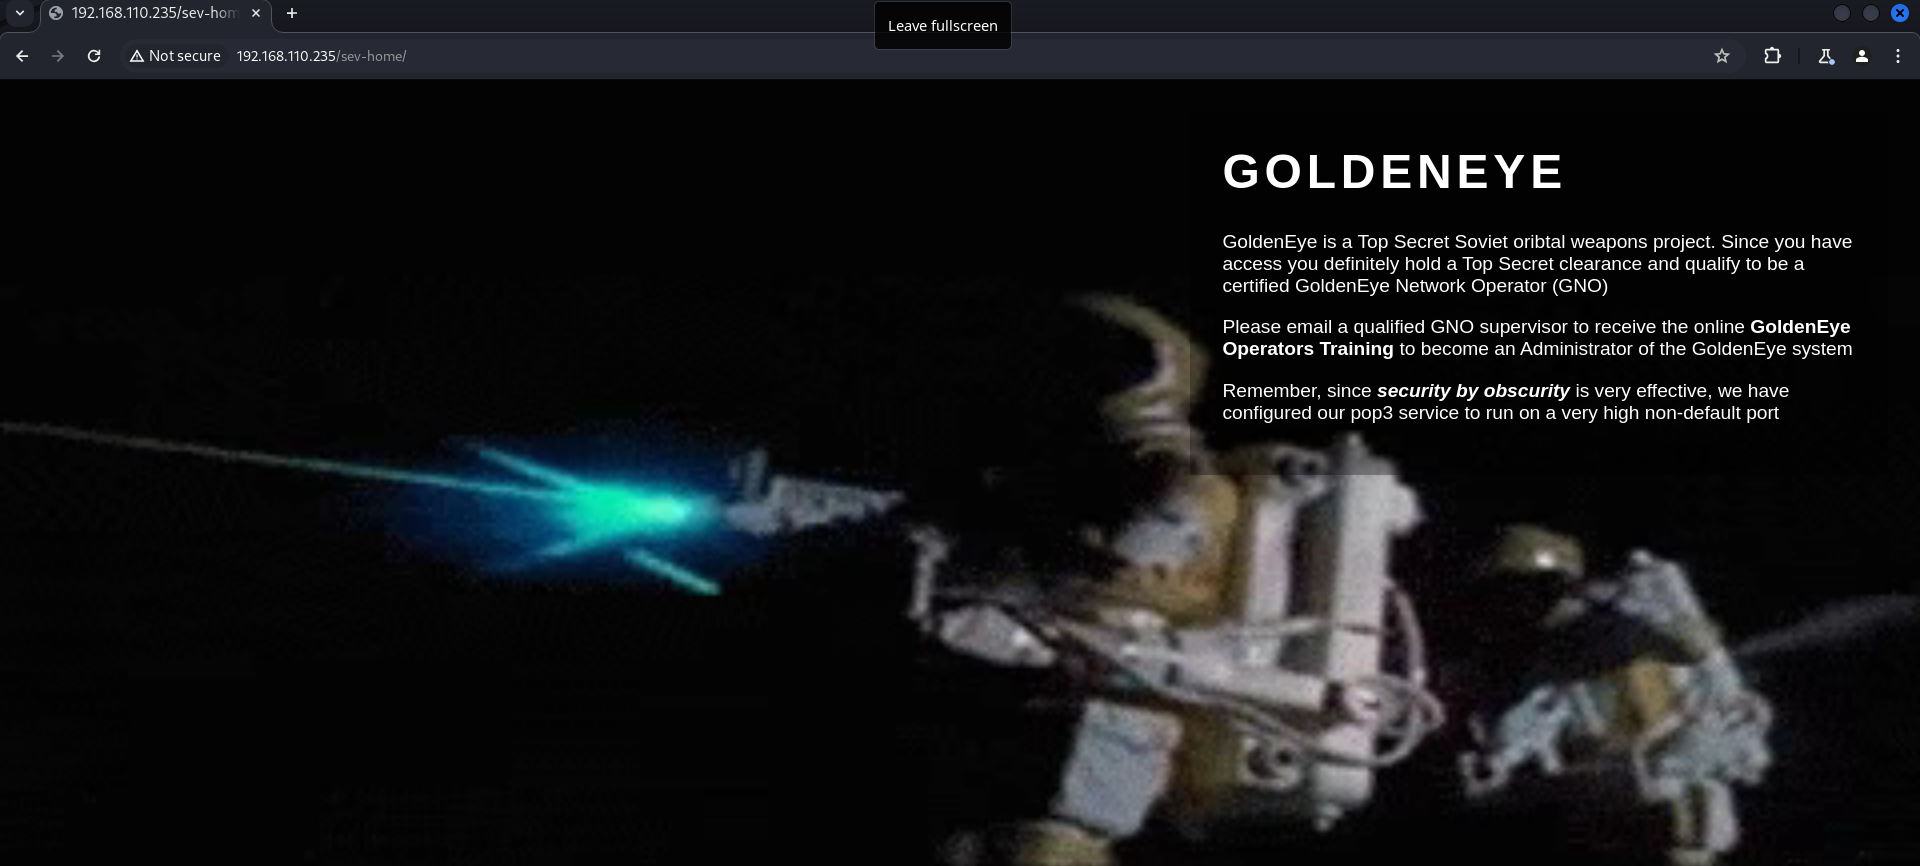 192.168.110.235/sev-hom
Leave fullscreen
Not secure
192.168.110.235/sev-home/
GOLDENEYE
GoldenEye is a Top Secret Soviet oribtal weapons project. Since you have
access you definitely hold a Top Secret clearance and qualify to be a
certified GoldenEye Network Operator (GNO)
Please email a qualified GNO supervisor to receive the online GoldenEye
Operators Training to become an Administrator of the GoldenEye system
Remember, since security by obscurity is very effective, we have
configured our pop3 service to run on a very high non-default port